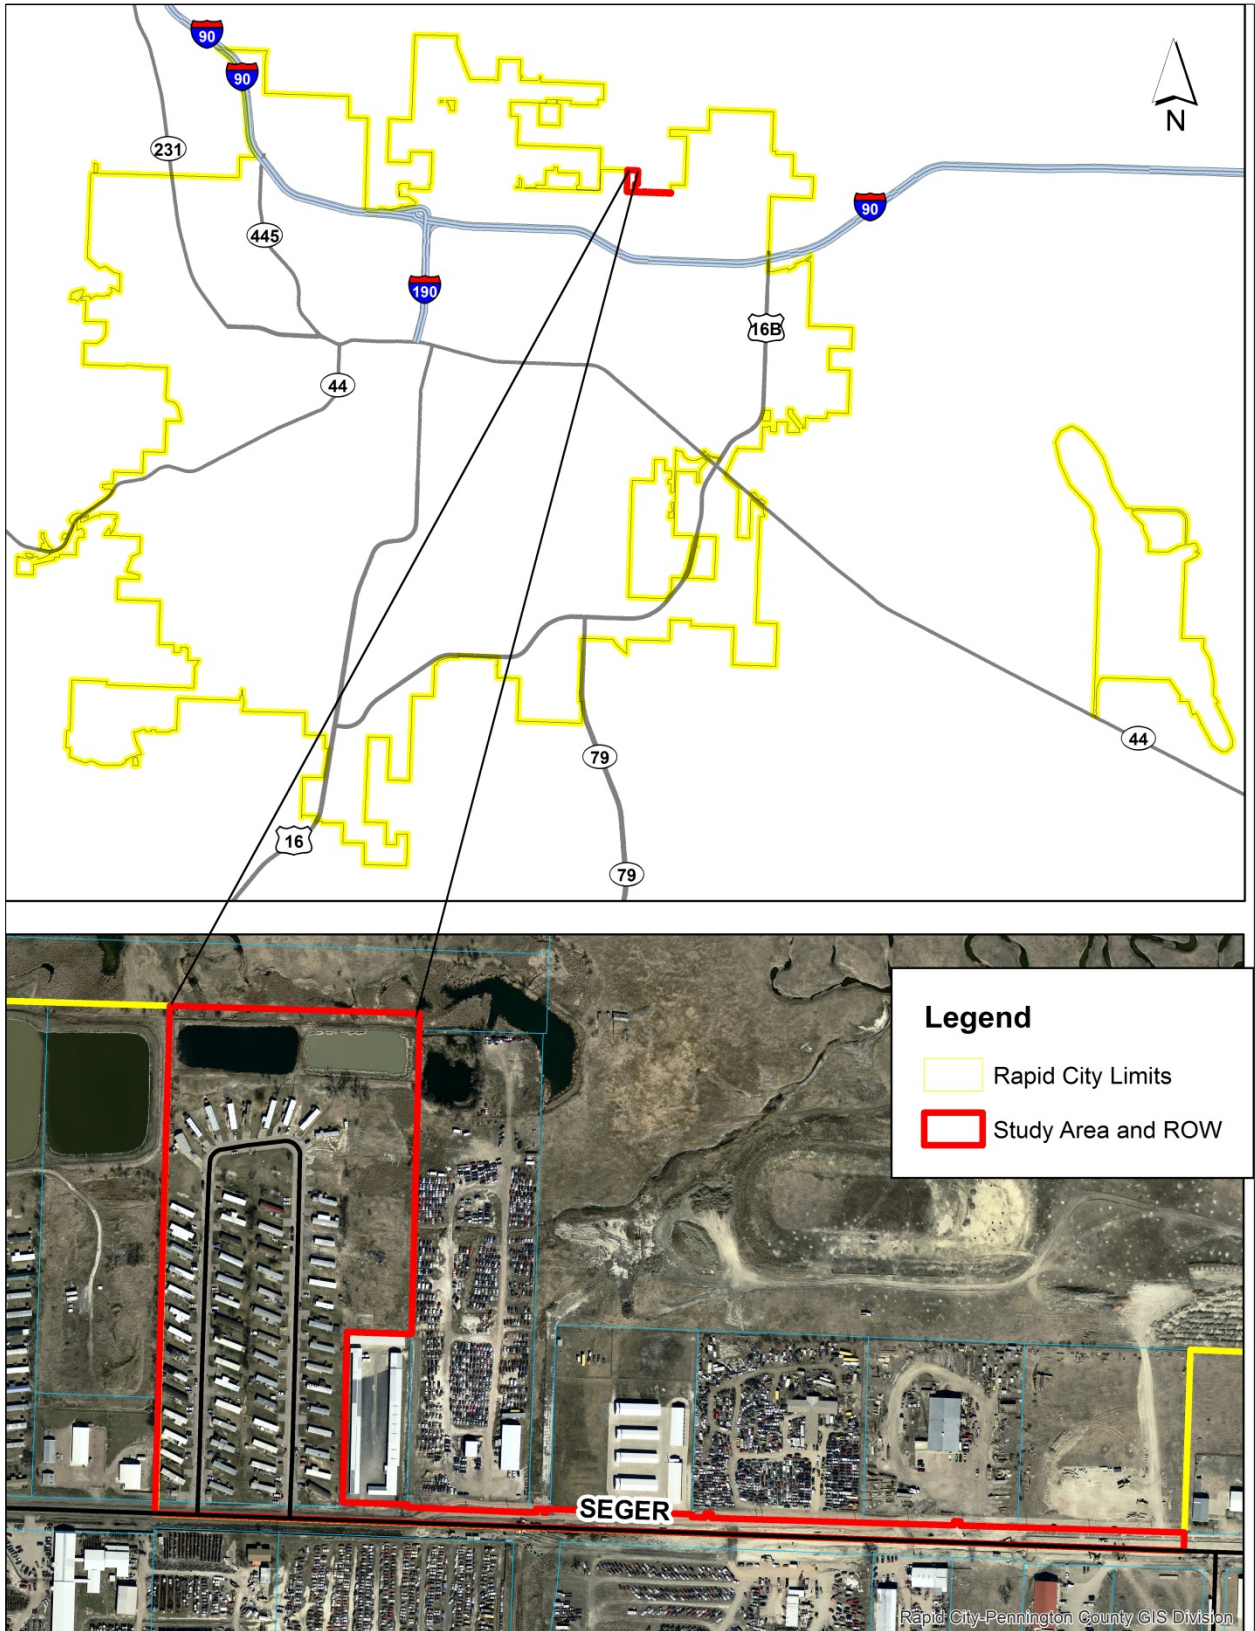 90
90
N
231
90
445
190
16B
44
44
79
16
79
Legend
Rapid City Limits
Study Area and ROW
SEGER
Rapid City-Pennington County GIS Division